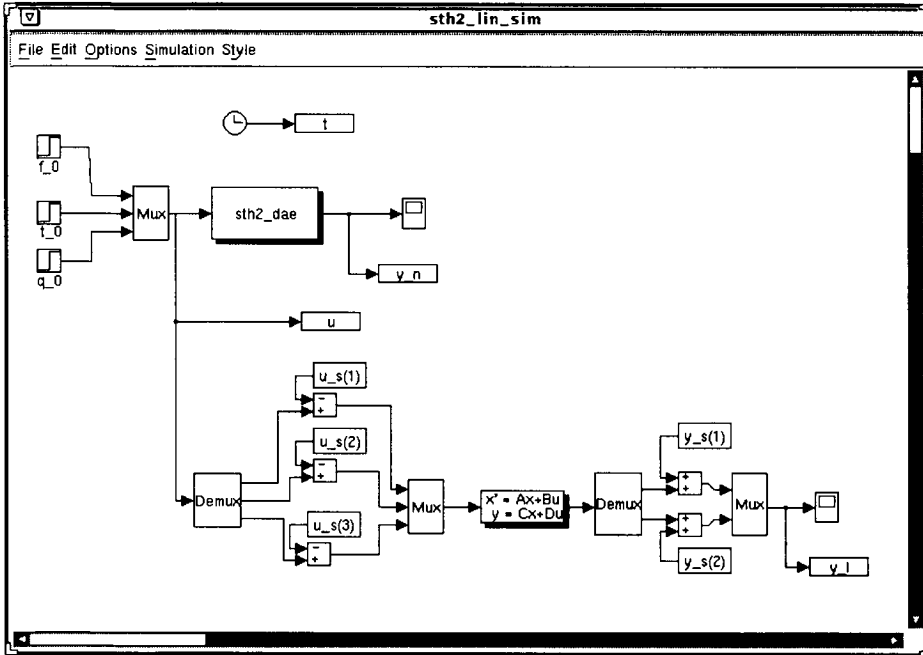 sth2_lin_sim
File Edit Options Simulation Style
t
f_0
Mux
sth2_dae
t_0
q_0
y_n
u
u_s(1)
-
+
u_s(2)
-
+
y_s(1)
+
+
Demux
Mux
x' = Ax+Bu
y = Cx+Du
Demux
Mux
u_s(3)
-
+
+
+
y_s(2)
y_l